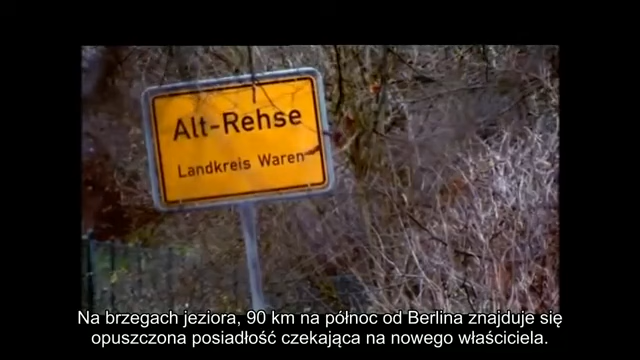 Alt-Rehse
Landkreis Waren
Na brzegach jeziora, 90 km na północ od Berlina znajduje się
opuszczona posiadłość czekająca na nowego właściciela.